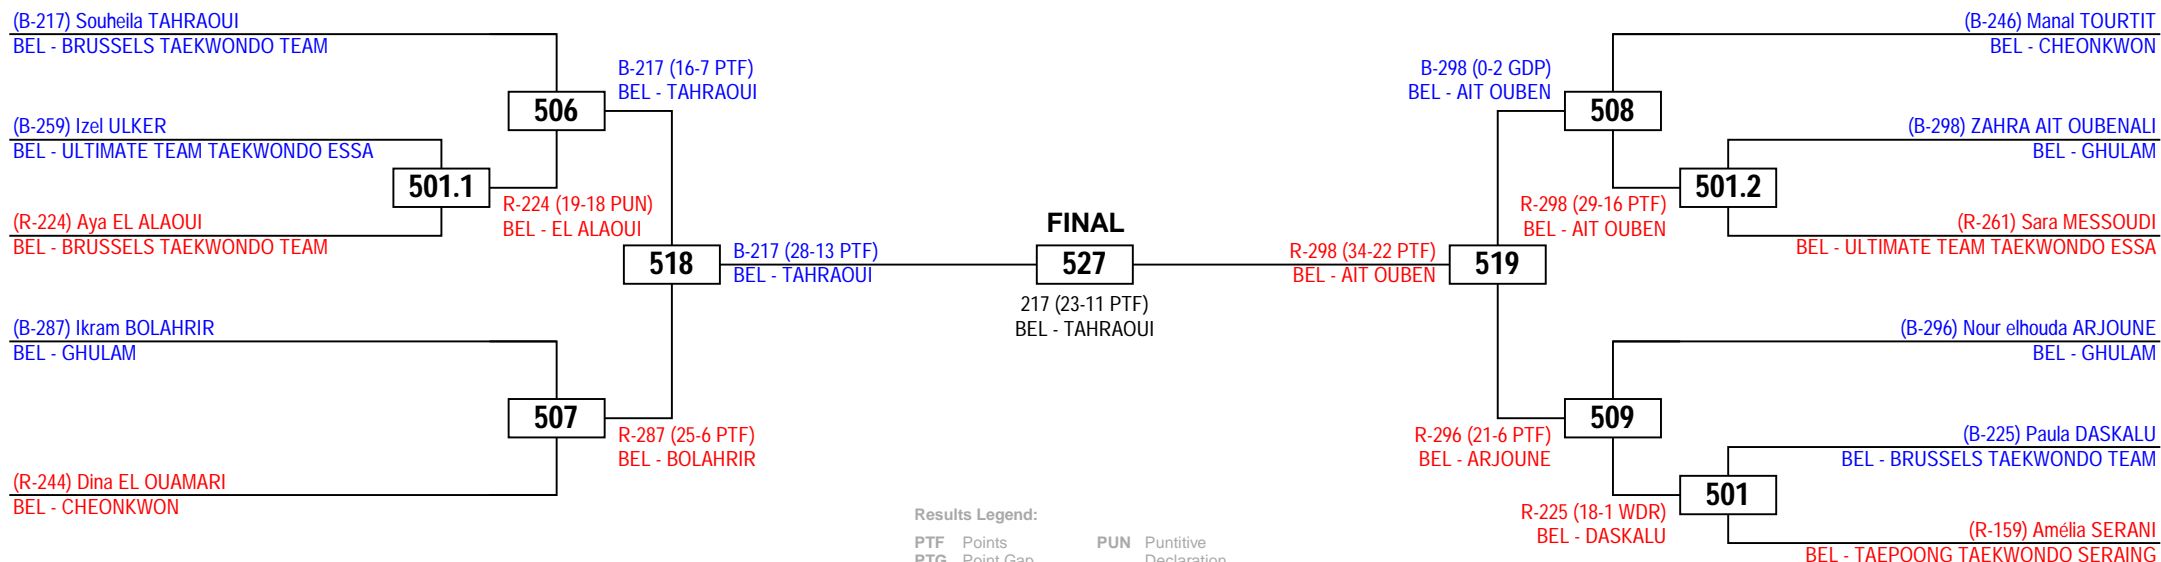 (B-217) Souheila TAHRAOUI
BEL - BRUSSELS TAEKWONDO TEAM
B-217 (16-7 PTF)
BEL - TAHRAOUI
506
(B-259) Izel ULKER
BEL - ULTIMATE TEAM TAEKWONDO ESSA
501.1
R-224 (19-18 PUN)
BEL - EL ALAOUI
(R-224) Aya EL ALAOUI
BEL - BRUSSELS TAEKWONDO TEAM
518
B-217 (28-13 PTF)
BEL - TAHRAOUI
(B-287) Ikram BOLAHRIR
BEL - GHULAM
507
R-287 (25-6 PTF)
BEL - BOLAHRIR
(R-244) Dina EL OUAMARI
BEL - CHEONKWON
FINAL
527
217 (23-11 PTF)
BEL - TAHRAOUI
(B-246) Manal TOURTIT
BEL - CHEONKWON
B-298 (0-2 GDP)
BEL - AIT OUBEN
508
(B-298) ZAHRA AIT OUBENALI
BEL - GHULAM
501.2
R-298 (29-16 PTF)
BEL - AIT OUBEN
(R-261) Sara MESSOUDI
BEL - ULTIMATE TEAM TAEKWONDO ESSA
R-298 (34-22 PTF)
BEL - AIT OUBEN
519
(B-296) Nour elhouda ARJOUNE
BEL - GHULAM
509
R-296 (21-6 PTF)
BEL - ARJOUNE
(B-225) Paula DASKALU
BEL - BRUSSELS TAEKWONDO TEAM
501
R-225 (18-1 WDR)
BEL - DASKALU
(R-159) Amélia SERANI
BEL - TAEPOONG TAEKWONDO SERAING
Results Legend:
PTF Points PUN Puntitive
PTG Point Gap Declaration